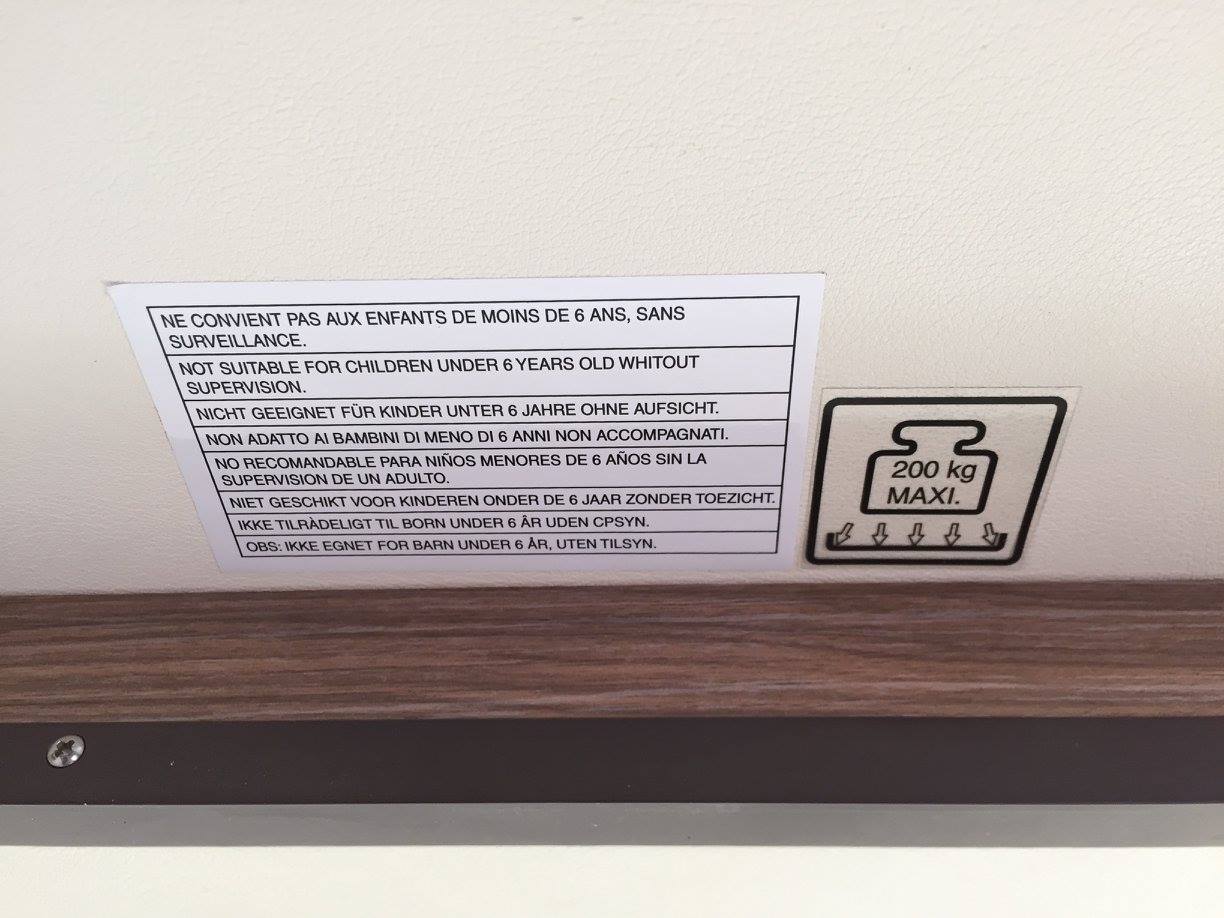 NE CONVIENT PAS AUX ENFANTS DE MOINS DE 6 ANS, SANS
SURVEILLANCE.
NOT SUITABLE FOR CHILDREN UNDER 6 YEARS OLD WHITOUT
SUPERVISION.
NICHT GEEIGNET FÜR KINDER UNTER 6 JAHRE OHNE AUFSICHT.
NON ADATTO AI BAMBINI DI MENO DI 6 ANNI NON ACCOMPAGNATI.
NO RECOMANDABLE PARA NIÑOS MENORES DE 6 AÑOS SIN LA
SUPERVISION DE UN ADULTO.
NIET GESCHIKT VOOR KINDEREN ONDER DE 6 JAAR ZONDER TOEZICHT.
IKKE TILRÀDELIGT TIL BORN UNDER 6 ÅR UDEN CPSYN.
OBS: IKKE EGNET FOR BARN UNDER 6 ÅR, UTEN TILSYN.
200 kg
MAXI.